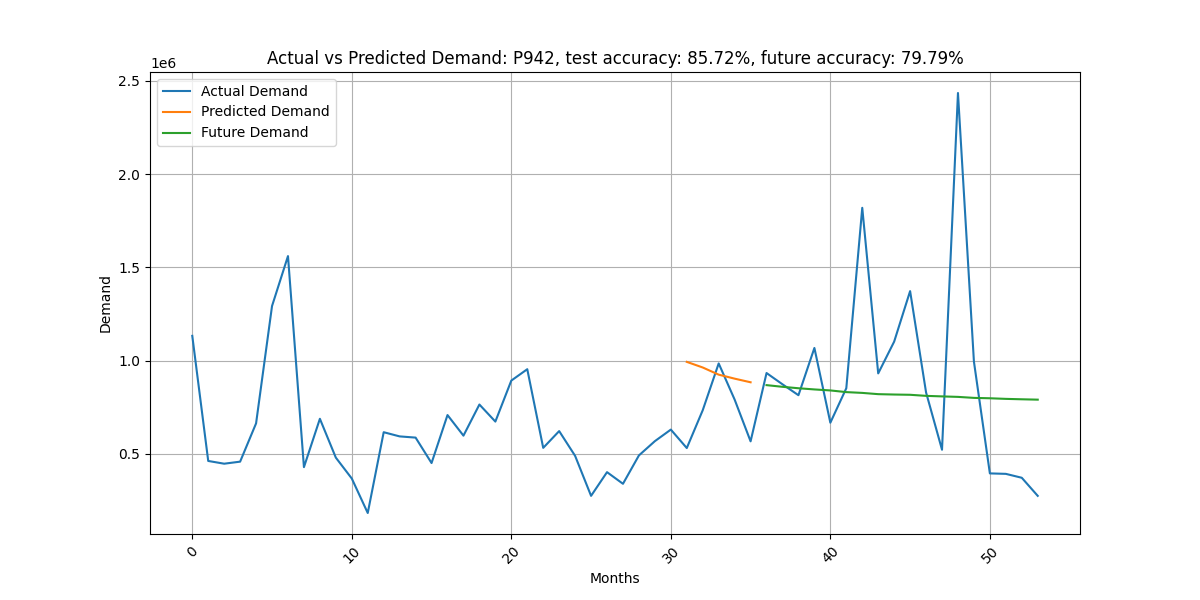 Actual vs Predicted Demand: P942, test accuracy: 85.72%, future accuracy: 79.79%
1e6
2.5
2.0
1.5
1.0
0.5
Demand
Actual Demand
Predicted Demand
Future Demand
0
10
20
30
40
50
Months